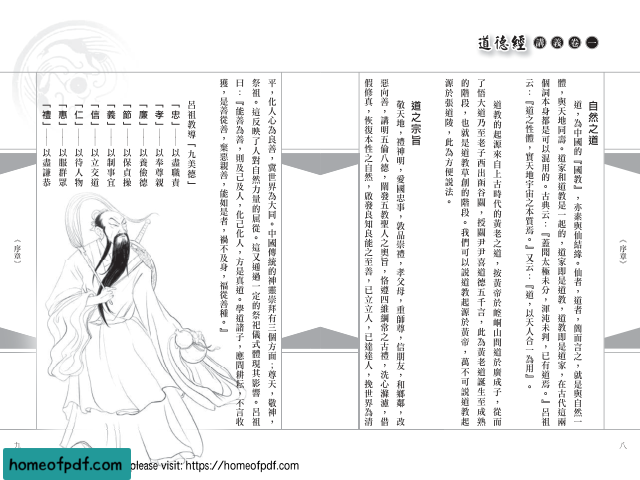 道德經 講義卷一
自然之道
道，為中國的『國教』，亦素與仙結緣。仙者，道者，簡而言之，就是與自然一
體，與天地同壽。道家和道教是一起的，道家即是道教，道教即是道家，在古代這兩
個詞本身都是可以混用的。古典云：『蓋聞太極未分，渾沌未判，已有道焉。』呂祖
云：『道之性體，實天地宇宙之本質焉。』又云：『道，以天人合一為用』。
道教的起源來自上古時代的黃老之道，按黃帝於崆峒山問道於廣成子，從而
了悟大道乃至老子西出函谷關，授關尹尹喜道德五千言，此為黃老道誕生至成熟
的階段，也就是道教草創的階段。我們可以說道教起源於黃帝，萬不可說道教起
源於張道陵，此為方便說法。
道之宗旨
敬天地，禮神明，愛國忠事，敦品崇禮，孝父母，重師尊，信朋友，和鄉鄰，改
惡向善，講明五倫八德，闡發五教聖人之奧旨，恪遵四維綱常之古禮，洗心滌慮，借
假修真，恢復本性之自然，啟發良知良能之至善，已立立人，已達達人，挽世界為清
（序章）
八
平，化人心為良善，冀世界為大同。中國傳統的神靈崇拜有三個方面；尊天，敬神，
祭祖。這反映了人對自然力量的屈從。這又通過一定的祭祀儀式體現其影響。呂祖
曰：『能善為善，則及己及人，化己化人，方是真道。學道諸子，應問耕耘，不言收
獲，是善從善，棄惡親善，能如是者，禍不及身，福從善種。』
呂祖教導「九美德」
「忠」　以盡職責
「孝」　以奉尊親
「廉」　以養儉德
「節」　以保貞操
「義」　以制事宜
「信」　以立交道
「仁」　以待人物
「惠」　以服群眾
「禮」　以盡謙恭
（序章）
九
homeofpdf.com
please visit: https://homeofpdf.com